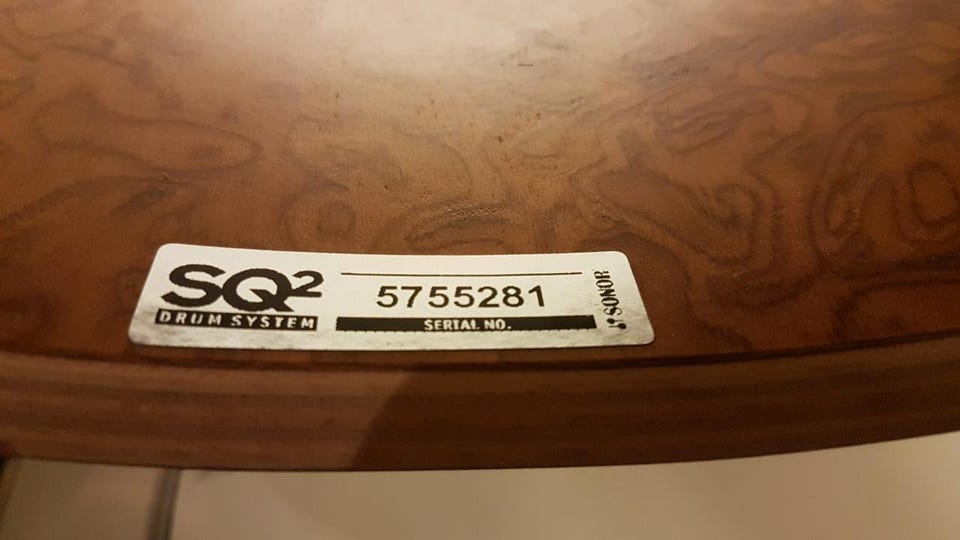 SQ2
DRUM SYSTEM
5755281
SERIAL NO.
SONOR